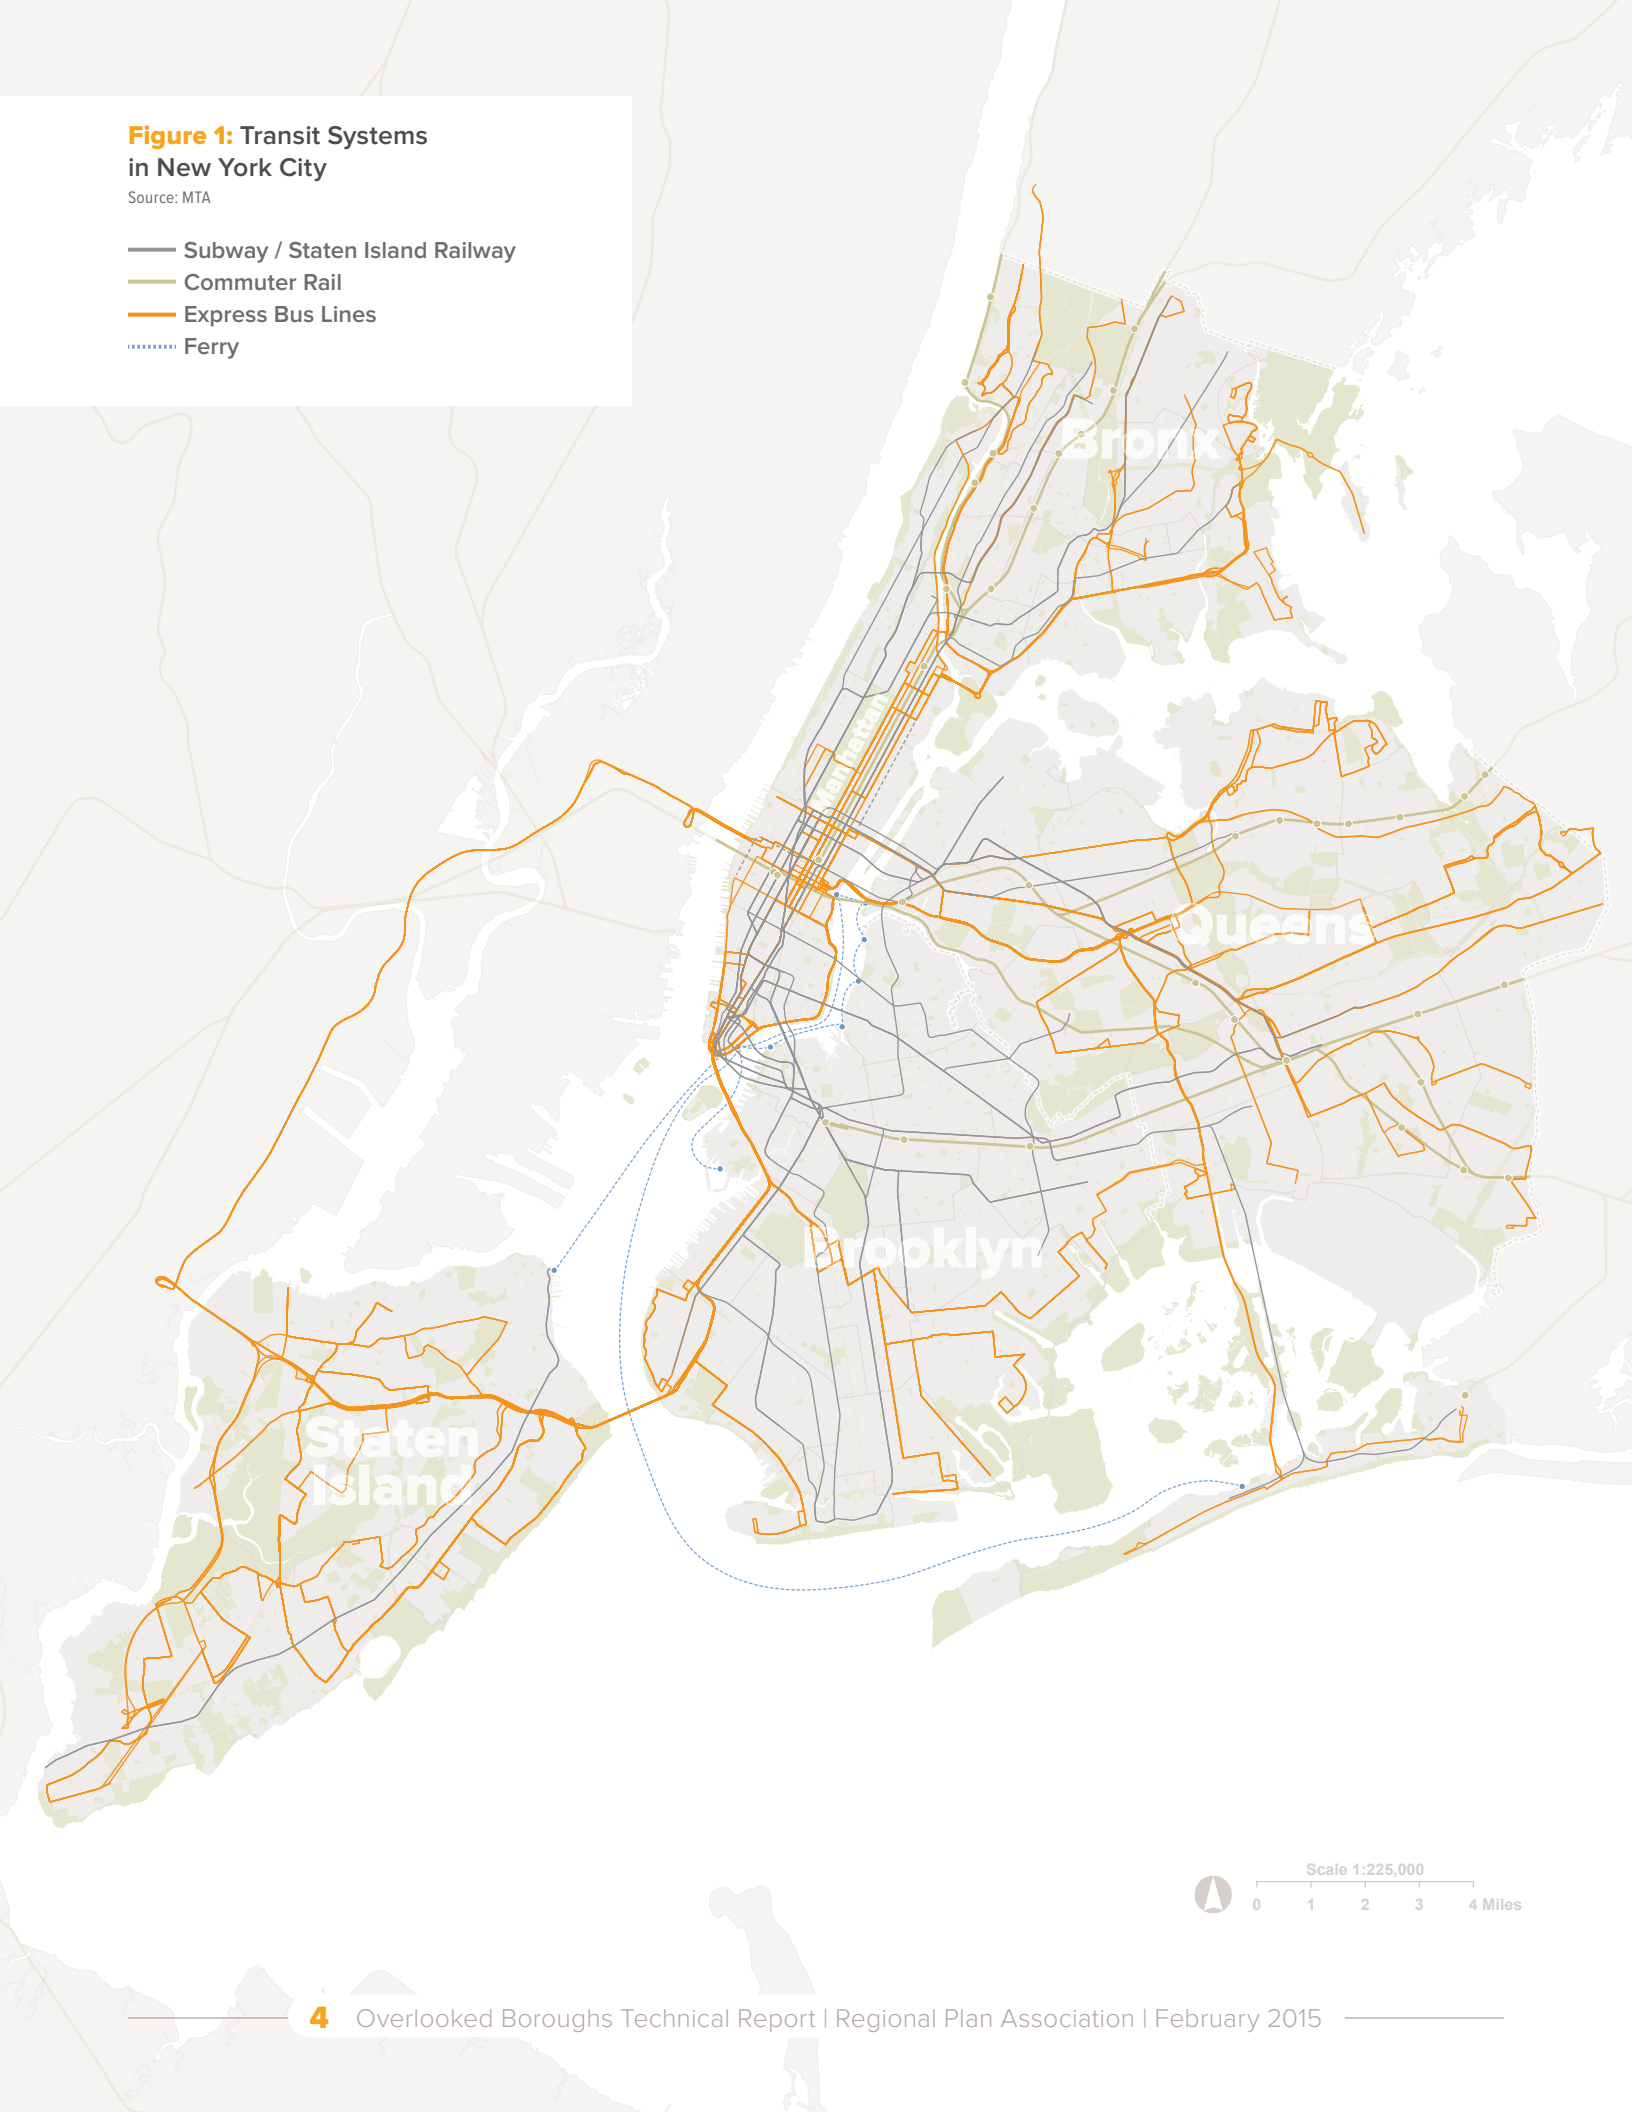 Figure 1: Transit Systems
in New York City
Source: MTA
Subway / Staten Island Railway
Commuter Rail
Express Bus Lines
Ferry
Bronx
Manhattan
Queens
Brooklyn
Staten
Island
Scale 1:225,000
0 1 2 3 4 Miles
4 Overlooked Boroughs Technical Report | Regional Plan Association | February 2015